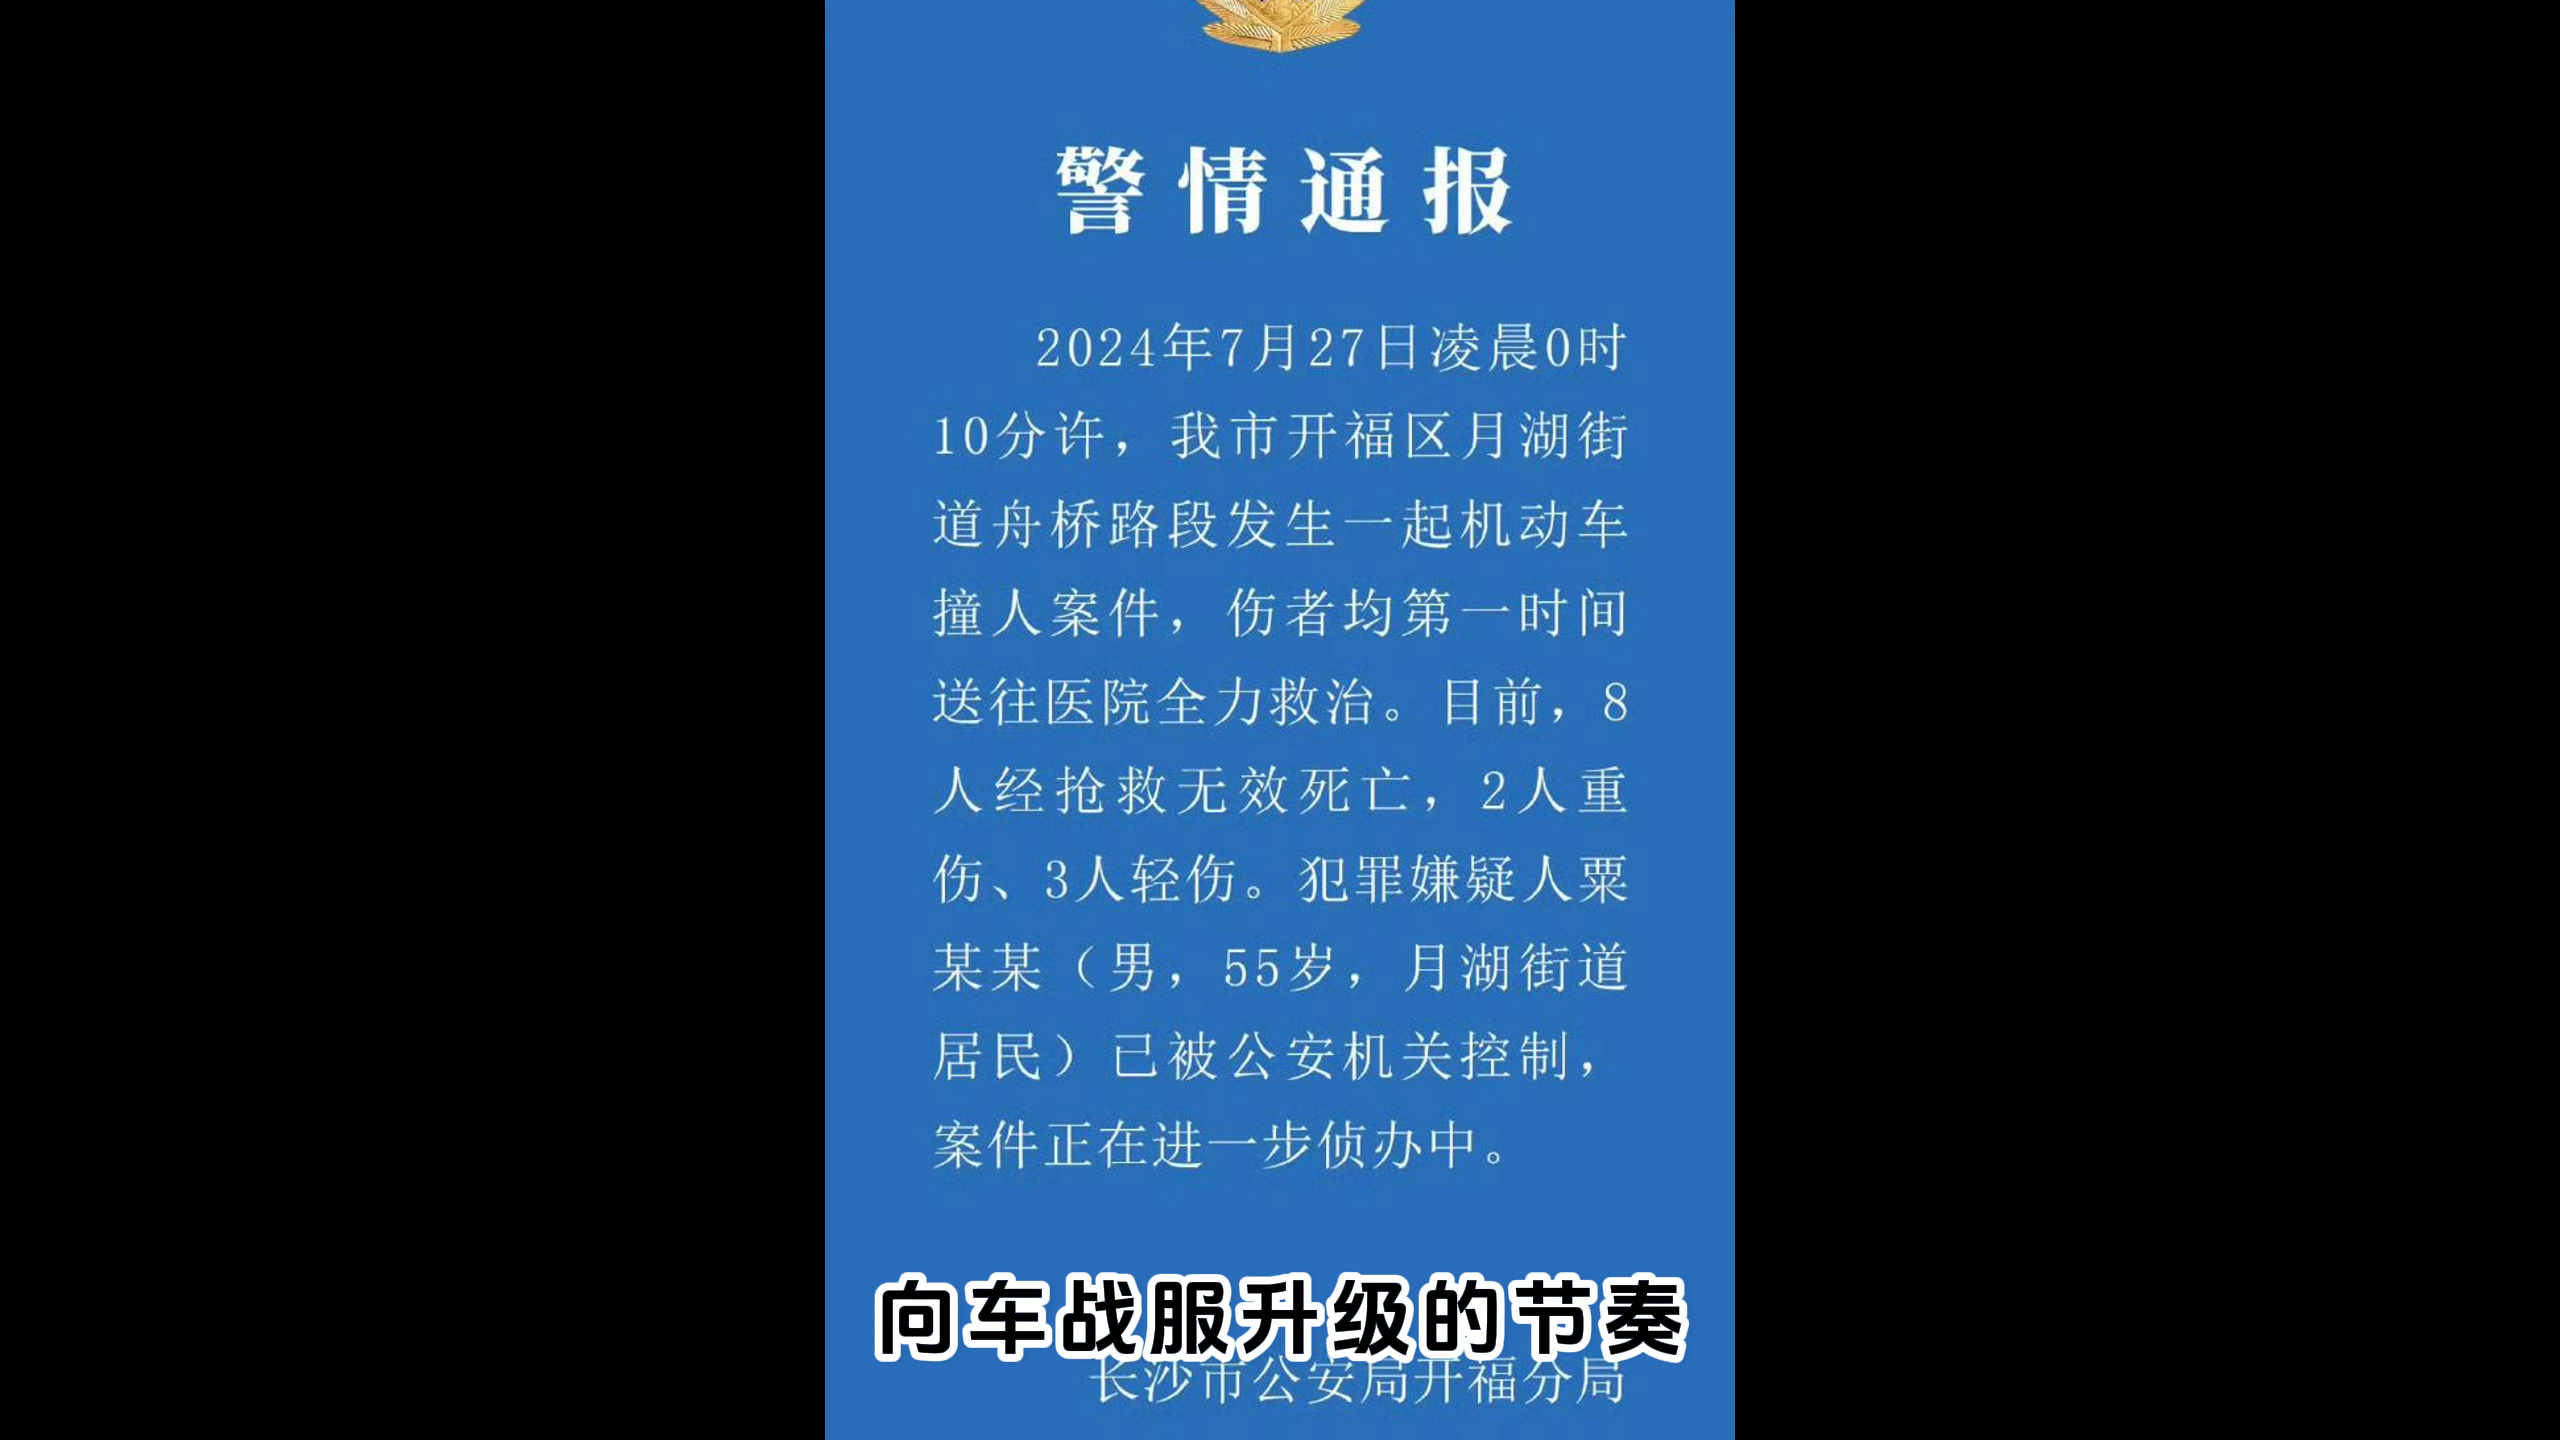 警情通报
2024年7月27日凌晨0时
10分许，我市开福区月湖街
道舟桥路段发生一起机动车
撞人案件，伤者均第一时间
送往医院全力救治。目前，8
人经抢救无效死亡，2人重
伤、3人轻伤。犯罪嫌疑人粟
某某（男，55岁，月湖街道
居民）已被公安机关控制，
案件正在进一步侦办中。
向车战服升级的节奏
长沙市公安局开福分局